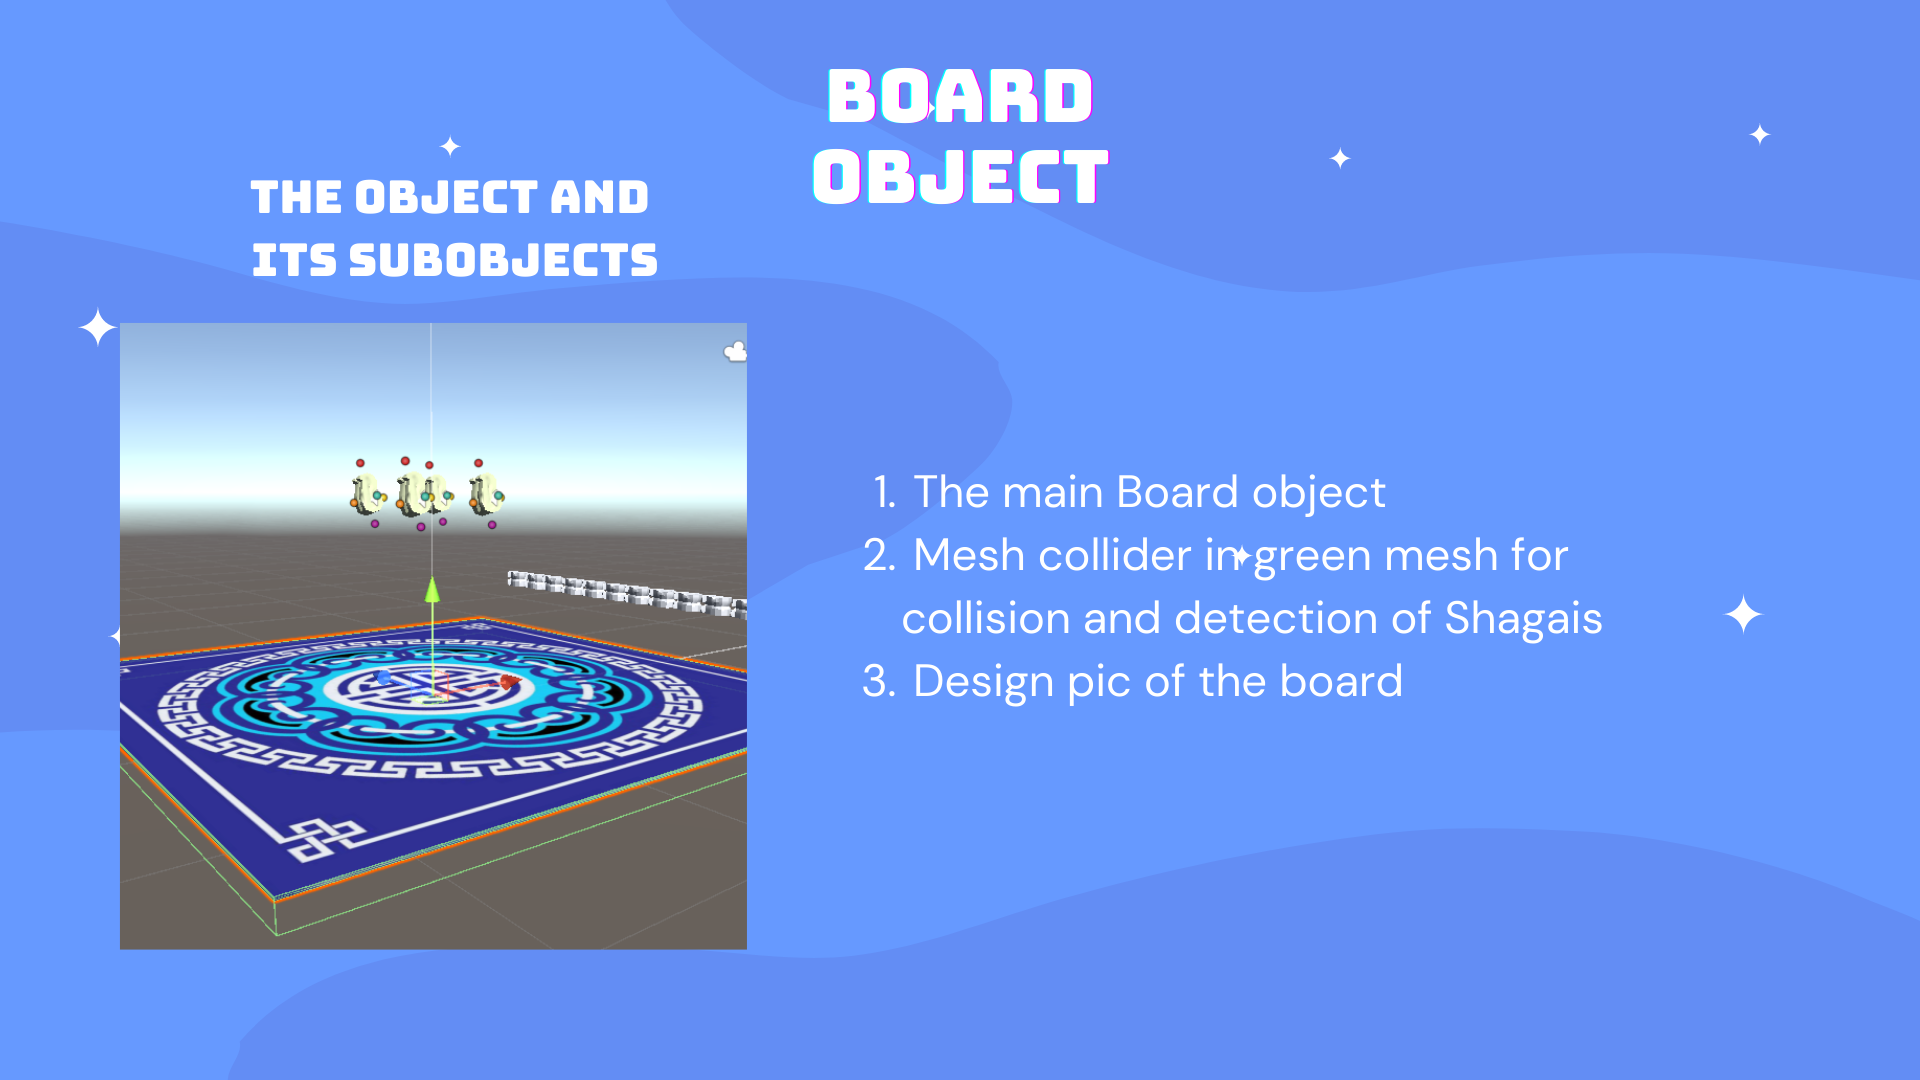 BOARD
OBJECT
THE OBJECT AND
ITS SUBOBJECTS
1. The main Board object
2. Mesh collider in green mesh for
collision and detection of Shagais
3. Design pic of the board